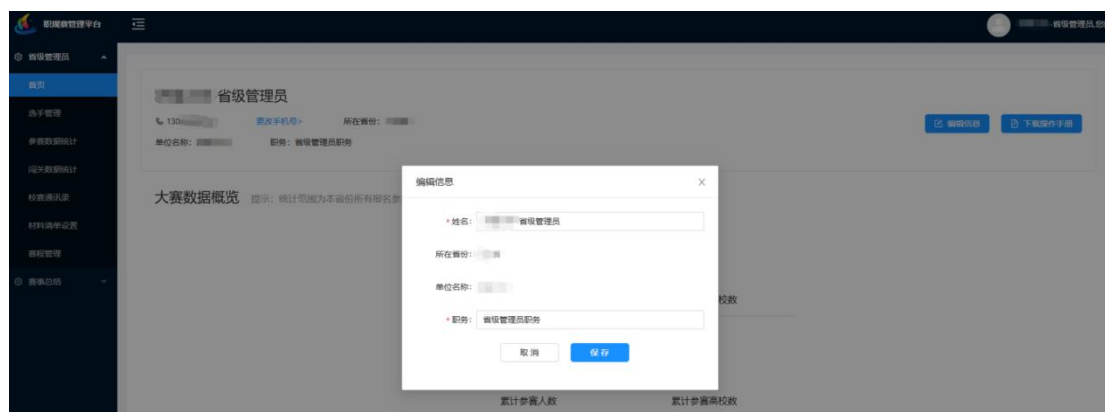 职规赛管理平台
省级管理员,您
省级管理员
首页
选手管理
参赛数据统计
闯关数据统计
校赛通讯录
材料清单设置
赛程管理
赛事总结
省级管理员
130
更改手机号>
所在省份:
单位名称:
职务: 省级管理员职务
编辑信息
下载操作手册
大赛数据概览
提示: 统计范围为本省份所有报名参
编辑信息
* 姓名: 省级管理员
所在省份: 省
单位名称:
* 职务: 省级管理员职务
取 消
保 存
校数
累计参赛人数
累计参赛高校数